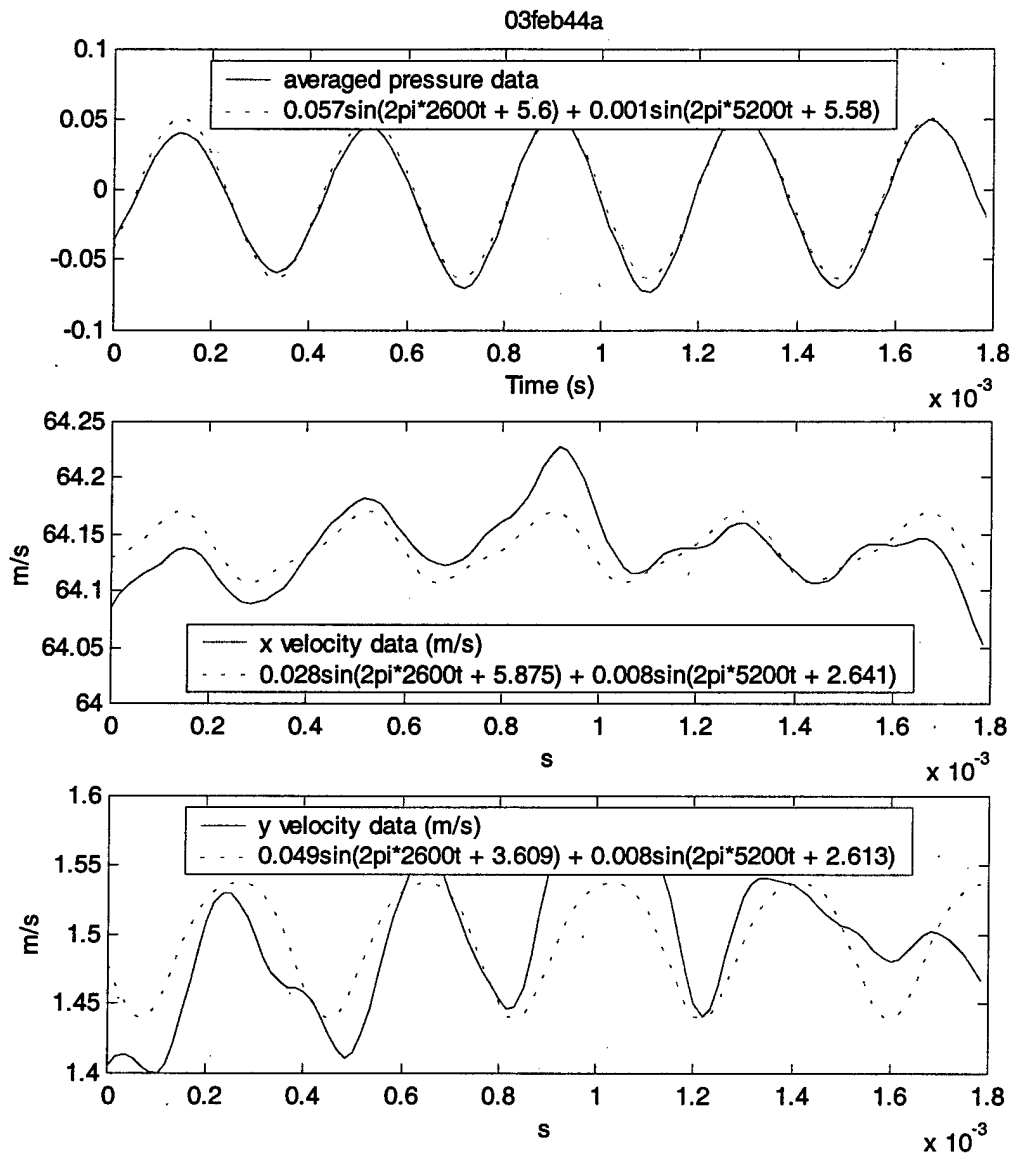 03feb44a
0.1
0.05
0
-0.05
-0.1
averaged pressure data
0.057sin(2pi*2600t + 5.6) + 0.001sin(2pi*5200t + 5.58)
0 0.2 0.4 0.6 0.8 1 1.2 1.4 1.6 1.8
Time (s)
x 10-3
64.25
64.2
64.15
64.1
64.05
64
m/s
x velocity data (m/s)
0.028sin(2pi*2600t + 5.875) + 0.008sin(2pi*5200t + 2.641)
0 0.2 0.4 0.6 0.8 1 1.2 1.4 1.6 1.8
s
x 10-3
1.6
1.55
1.5
1.45
1.4
m/s
y velocity data (m/s)
0.049sin(2pi*2600t + 3.609) + 0.008sin(2pi*5200t + 2.613)
0 0.2 0.4 0.6 0.8 1 1.2 1.4 1.6 1.8
s
x 10-3